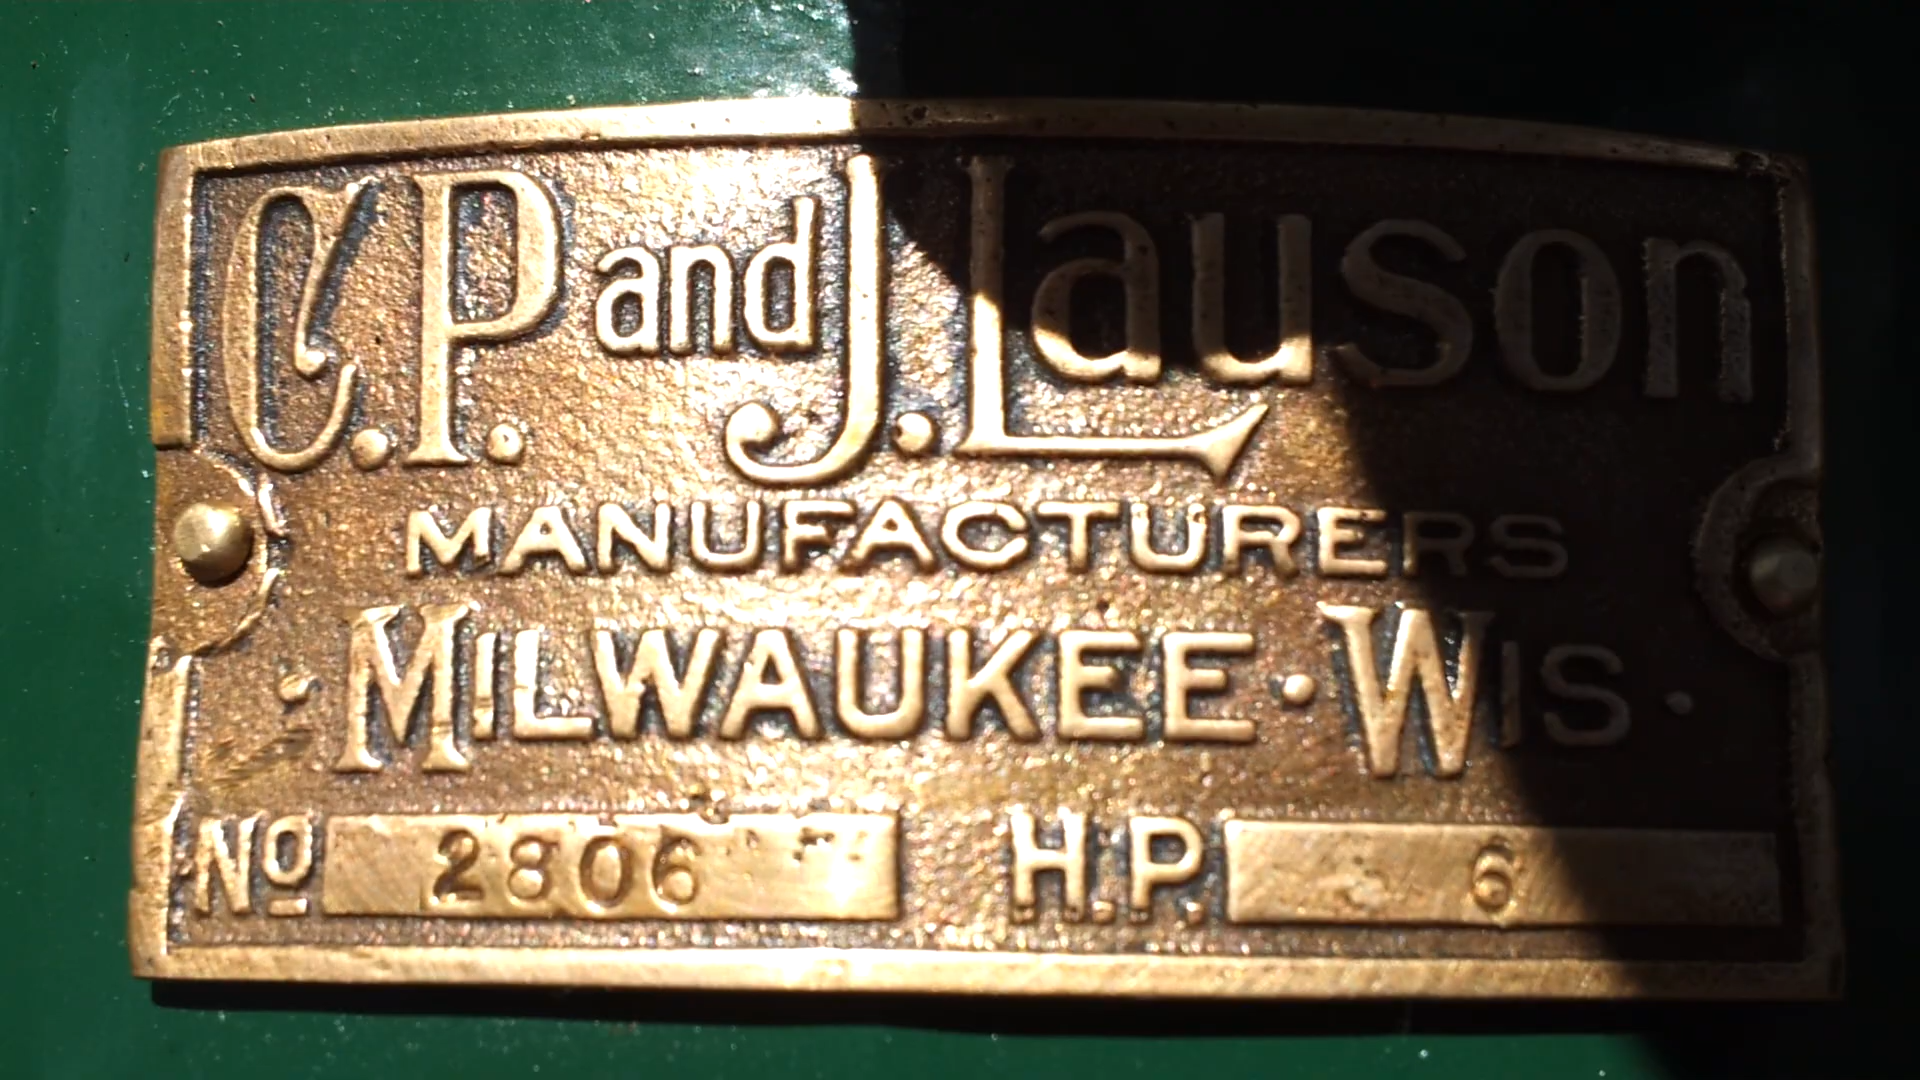 C.P. and J. Lauson
MANUFACTURERS
· MILWAUKEE · WIS ·
No 2806 H.P. 6